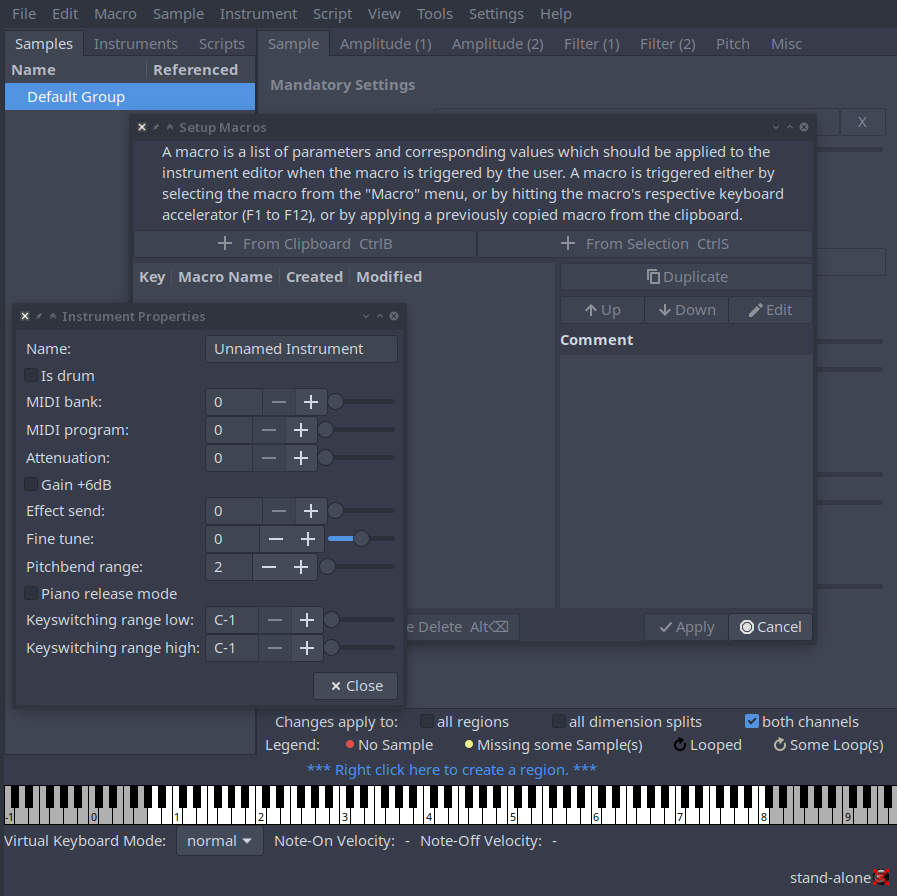 File Edit Macro Sample Instrument Script View Tools Settings Help
Samples Instruments Scripts Sample Amplitude (1) Amplitude (2) Filter (1) Filter (2) Pitch Misc
Name Referenced
Default Group
Mandatory Settings
X
Setup Macros
A macro is a list of parameters and corresponding values which should be applied to the
instrument editor when the macro is triggered by the user. A macro is triggered either by
selecting the macro from the "Macro" menu, or by hitting the macro's respective keyboard
accelerator (F1 to F12), or by applying a previously copied macro from the clipboard.
From Clipboard CtrlB From Selection CtrlS
Key Macro Name Created Modified
Duplicate
Up Down Edit
Comment
e Delete Alt⌫ Apply Cancel
Instrument Properties
Name: Unnamed Instrument
Is drum
MIDI bank: 0
MIDI program: 0
Attenuation: 0
Gain +6dB
Effect send: 0
Fine tune: 0
Pitchbend range: 2
Piano release mode
Keyswitching range low: C-1
Keyswitching range high: C-1
Close
Changes apply to: all regions all dimension splits both channels
Legend: No Sample Missing some Sample(s) Looped Some Loop(s)
*** Right click here to create a region. ***
-1 0 1 2 3 4 5 6 7 8 9
Virtual Keyboard Mode: normal Note-On Velocity: - Note-Off Velocity: -
stand-alone